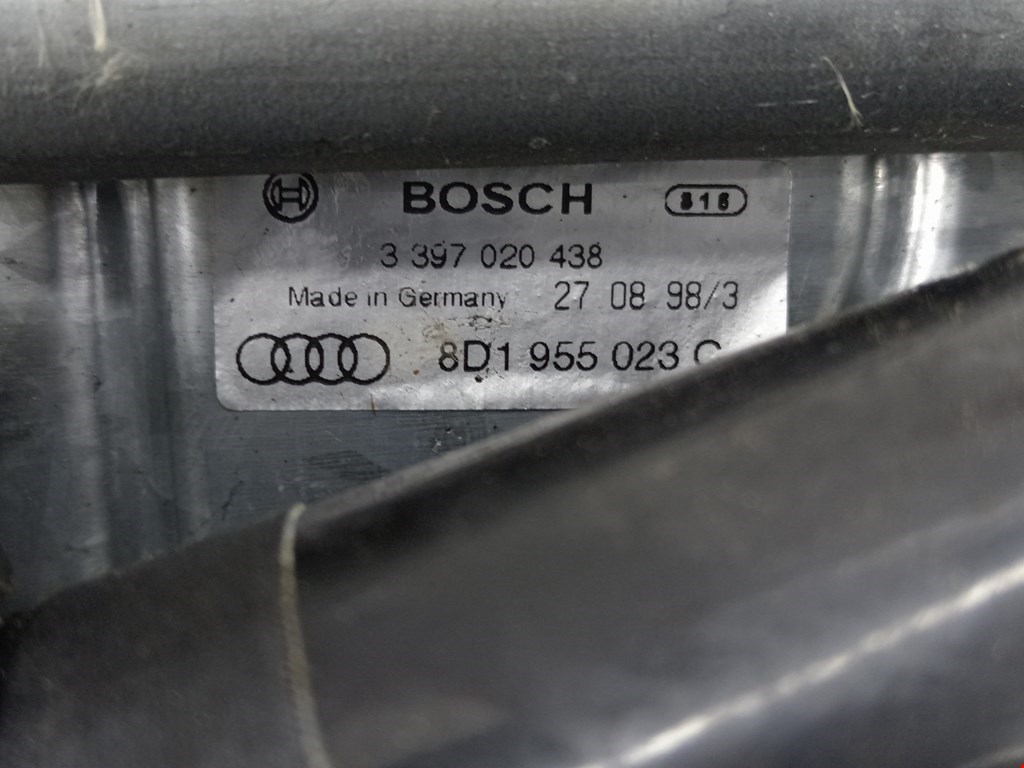 BOSCH 816
3 397 020 438
Made in Germany 27 08 98/3
8D1 955 023